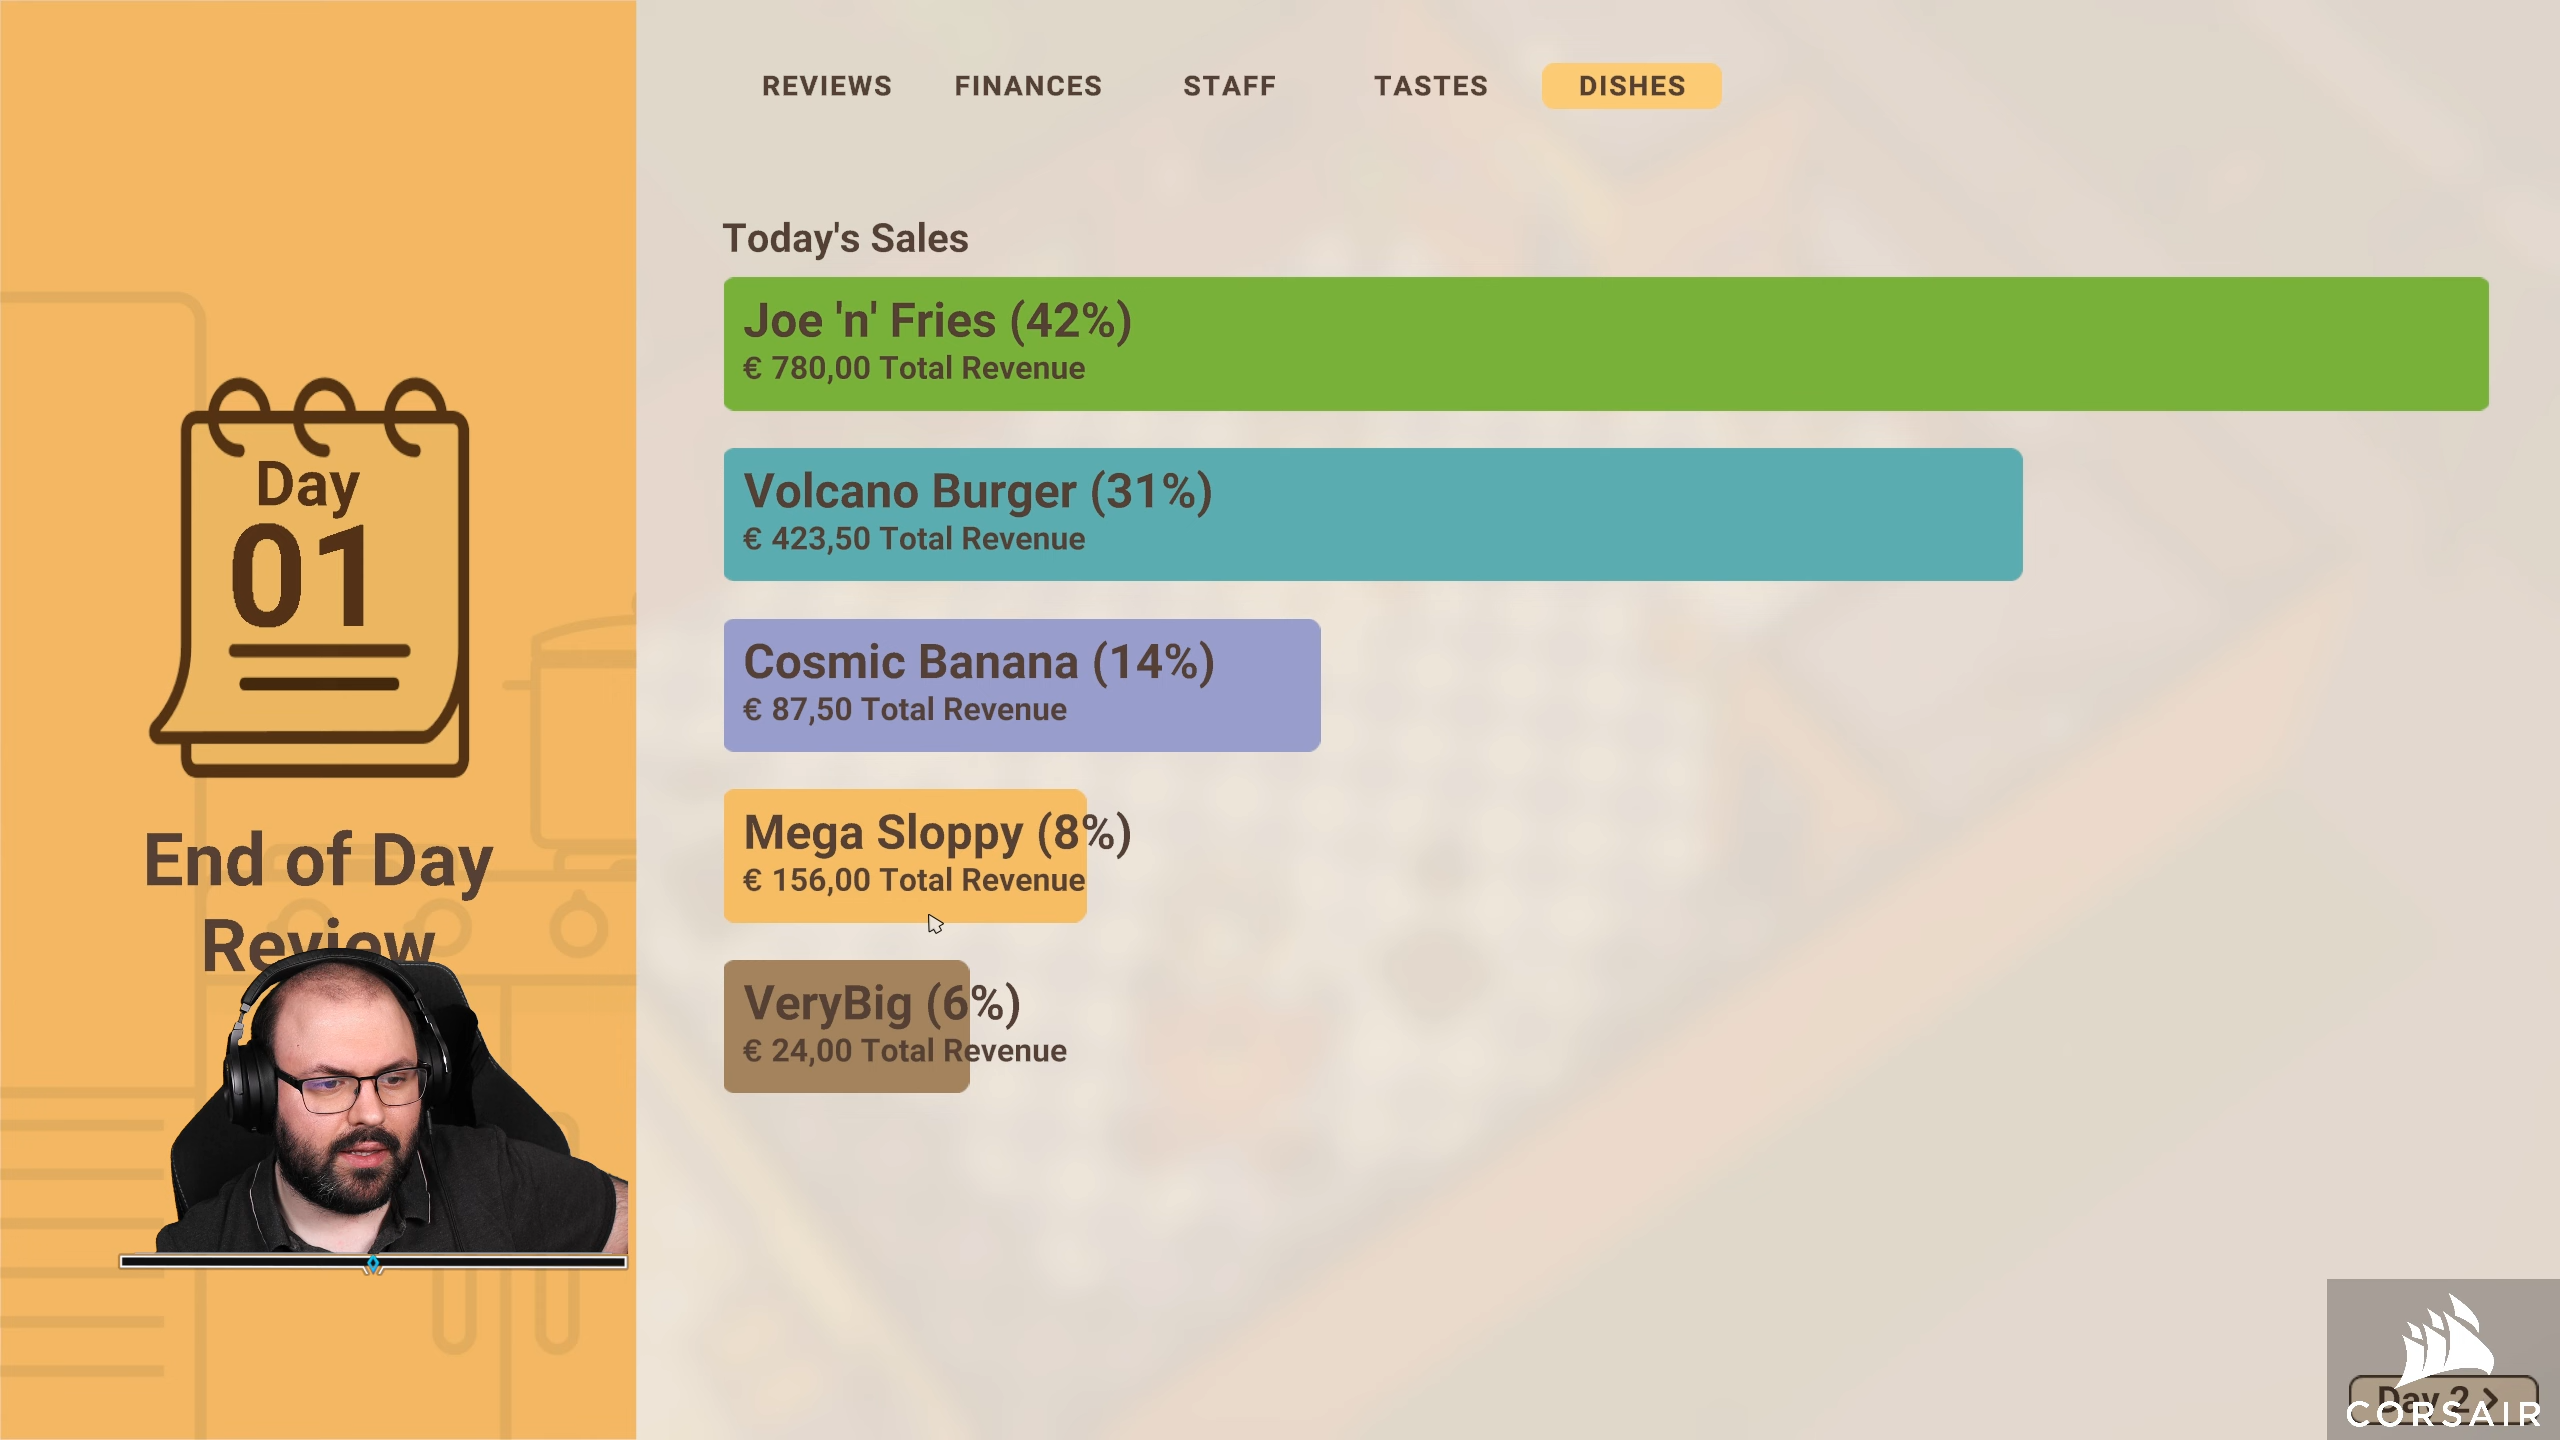 REVIEWS FINANCES STAFF TASTES DISHES
Today's Sales
Joe 'n' Fries (42%)
€ 780,00 Total Revenue
Volcano Burger (31%)
€ 423,50 Total Revenue
Cosmic Banana (14%)
€ 87,50 Total Revenue
Mega Sloppy (8%)
€ 156,00 Total Revenue
VeryBig (6%)
€ 24,00 Total Revenue
Day
01
End of Day
Review
Day 2
CORSAIR